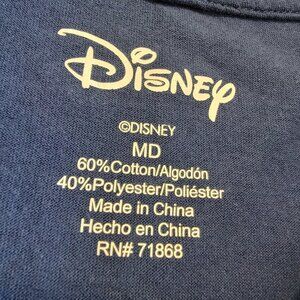 DISNEY
©DISNEY
MD
60%Cotton/Algodón
40%Polyester/Poliéster
Made in China
Hecho en China
RN# 71868